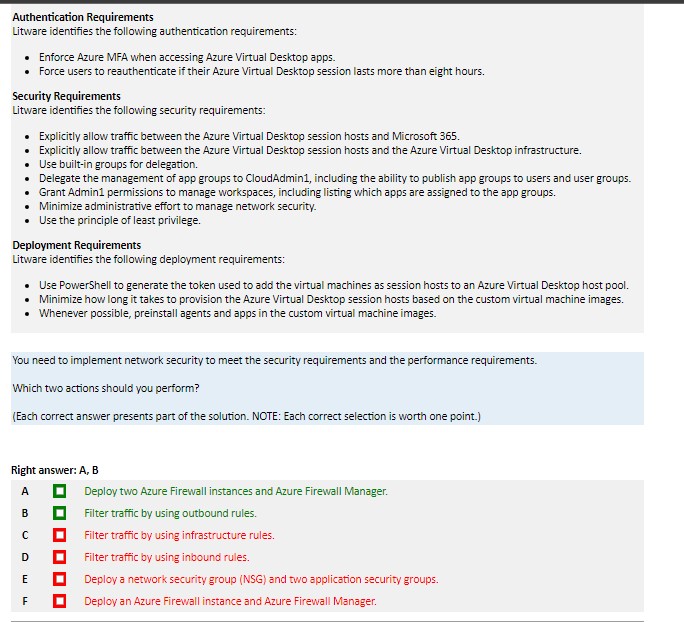 Authentication Requirements
Litware identifies the following authentication requirements:
• Enforce Azure MFA when accessing Azure Virtual Desktop apps.
• Force users to reauthenticate if their Azure Virtual Desktop session lasts more than eight hours.
Security Requirements
Litware identifies the following security requirements:
• Explicitly allow traffic between the Azure Virtual Desktop session hosts and Microsoft 365.
• Explicitly allow traffic between the Azure Virtual Desktop session hosts and the Azure Virtual Desktop infrastructure.
• Use built-in groups for delegation.
• Delegate the management of app groups to CloudAdmin1, including the ability to publish app groups to users and user groups.
• Grant Admin1 permissions to manage workspaces, including listing which apps are assigned to the app groups.
• Minimize administrative effort to manage network security.
• Use the principle of least privilege.
Deployment Requirements
Litware identifies the following deployment requirements:
• Use PowerShell to generate the token used to add the virtual machines as session hosts to an Azure Virtual Desktop host pool.
• Minimize how long it takes to provision the Azure Virtual Desktop session hosts based on the custom virtual machine images.
• Whenever possible, preinstall agents and apps in the custom virtual machine images.
You need to implement network security to meet the security requirements and the performance requirements.
Which two actions should you perform?
(Each correct answer presents part of the solution. NOTE: Each correct selection is worth one point.)
Right answer: A, B
A Deploy two Azure Firewall instances and Azure Firewall Manager.
B Filter traffic by using outbound rules.
C Filter traffic by using infrastructure rules.
D Filter traffic by using inbound rules.
E Deploy a network security group (NSG) and two application security groups.
F Deploy an Azure Firewall instance and Azure Firewall Manager.